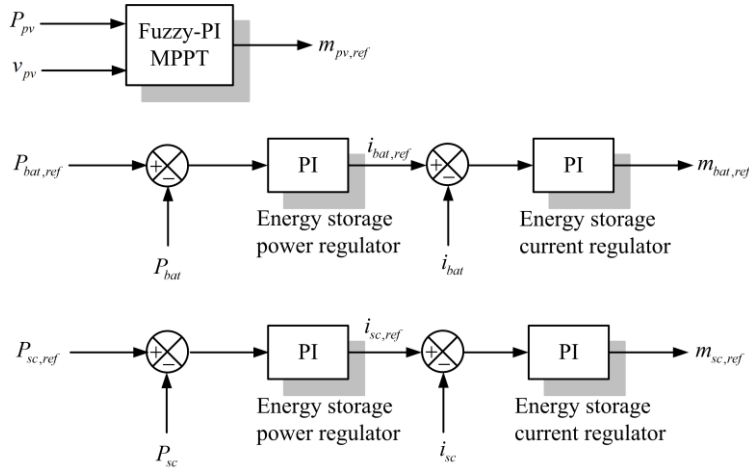 P_pv
Fuzzy-PI
MPPT
m_pv,ref
v_pv
P_bat,ref
+
−
PI
i_bat,ref
+
−
PI
m_bat,ref
Energy storage
power regulator
Energy storage
current regulator
P_bat
i_bat
P_sc,ref
+
−
PI
i_sc,ref
+
−
PI
m_sc,ref
Energy storage
power regulator
Energy storage
current regulator
P_sc
i_sc